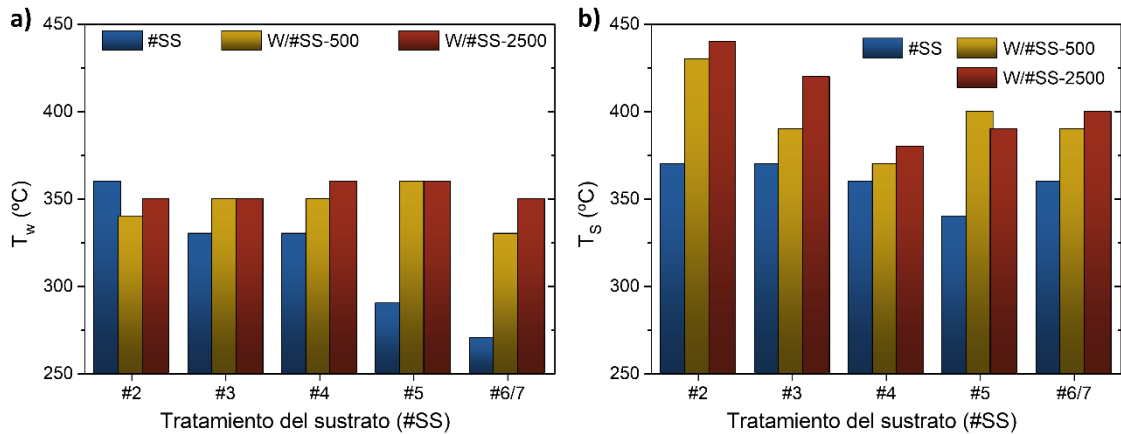 a)
450
400
350
300
250
T_w (ºC)
#SS
W/#SS-500
W/#SS-2500
#2
#3
#4
#5
#6/7
Tratamiento del sustrato (#SS)
b)
450
400
350
300
250
T_S (ºC)
#SS
W/#SS-500
W/#SS-2500
#2
#3
#4
#5
#6/7
Tratamiento del sustrato (#SS)